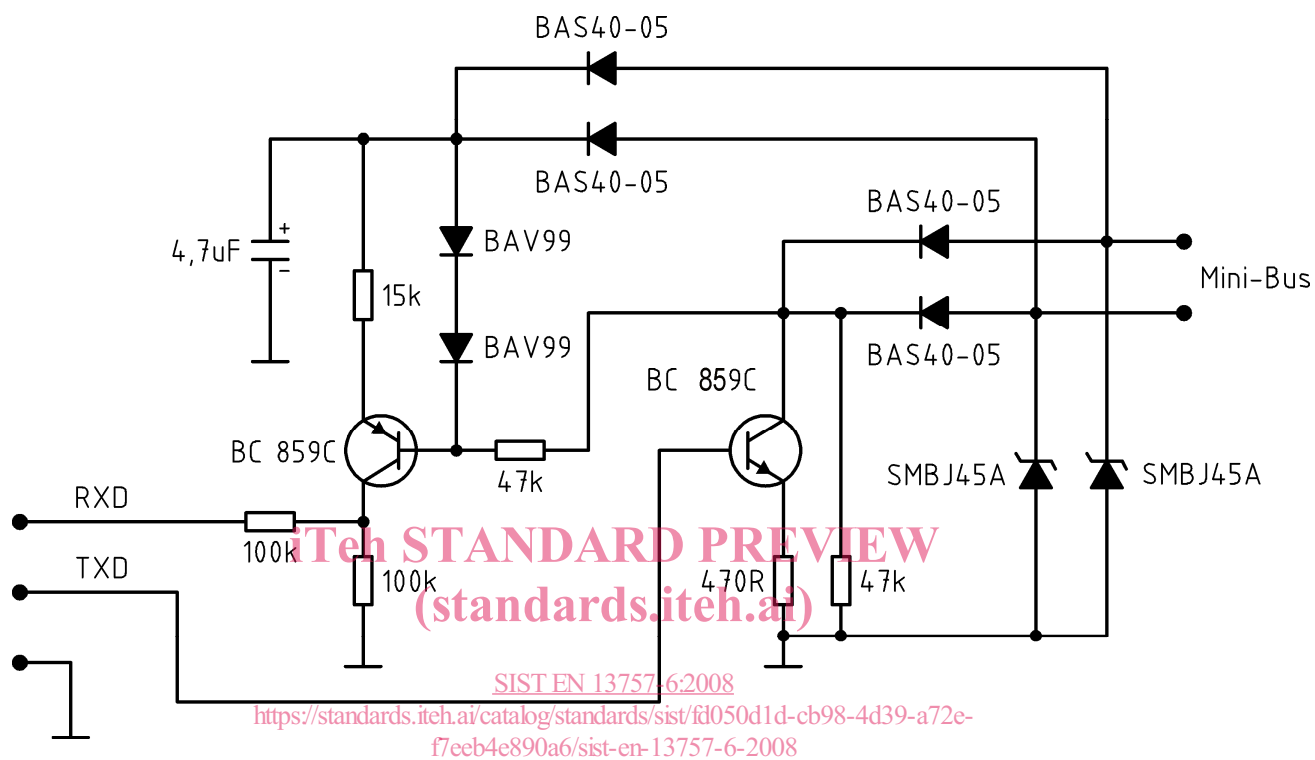 BAS40-05
BAS40-05
BAS40-05
+
4,7uF
BAV99
-
15k
Mini-Bus
BAV99
BAS40-05
BC 859C
BC 859C
47k
SMBJ45A
SMBJ45A
RXD
100k
TXD
100k
470R
47k
iTeh STANDARD PREVIEW
(standards.iteh.ai)
SIST EN 13757-6:2008
https://standards.iteh.ai/catalog/standards/sist/fd050d1d-cb98-4d39-a72e-
f7eeb4e890a6/sist-en-13757-6-2008